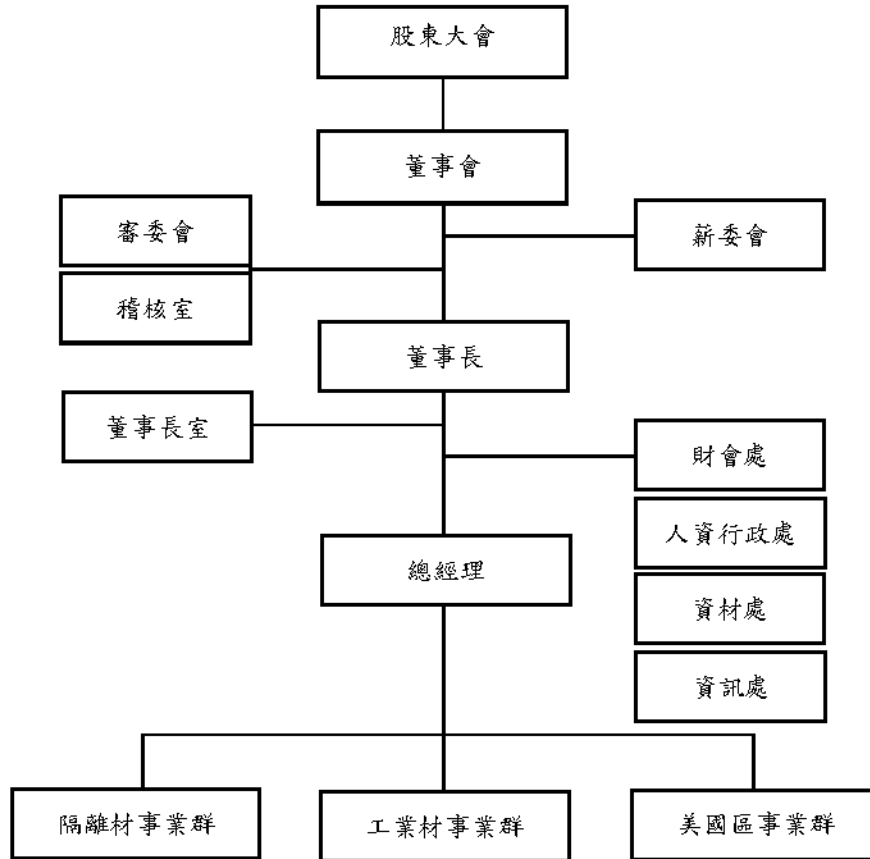 股東大會
董事會
審委會
薪委會
稽核室
董事長
董事長室
財會處
人資行政處
總經理
資材處
資訊處
隔離材事業群
工業材事業群
美國區事業群